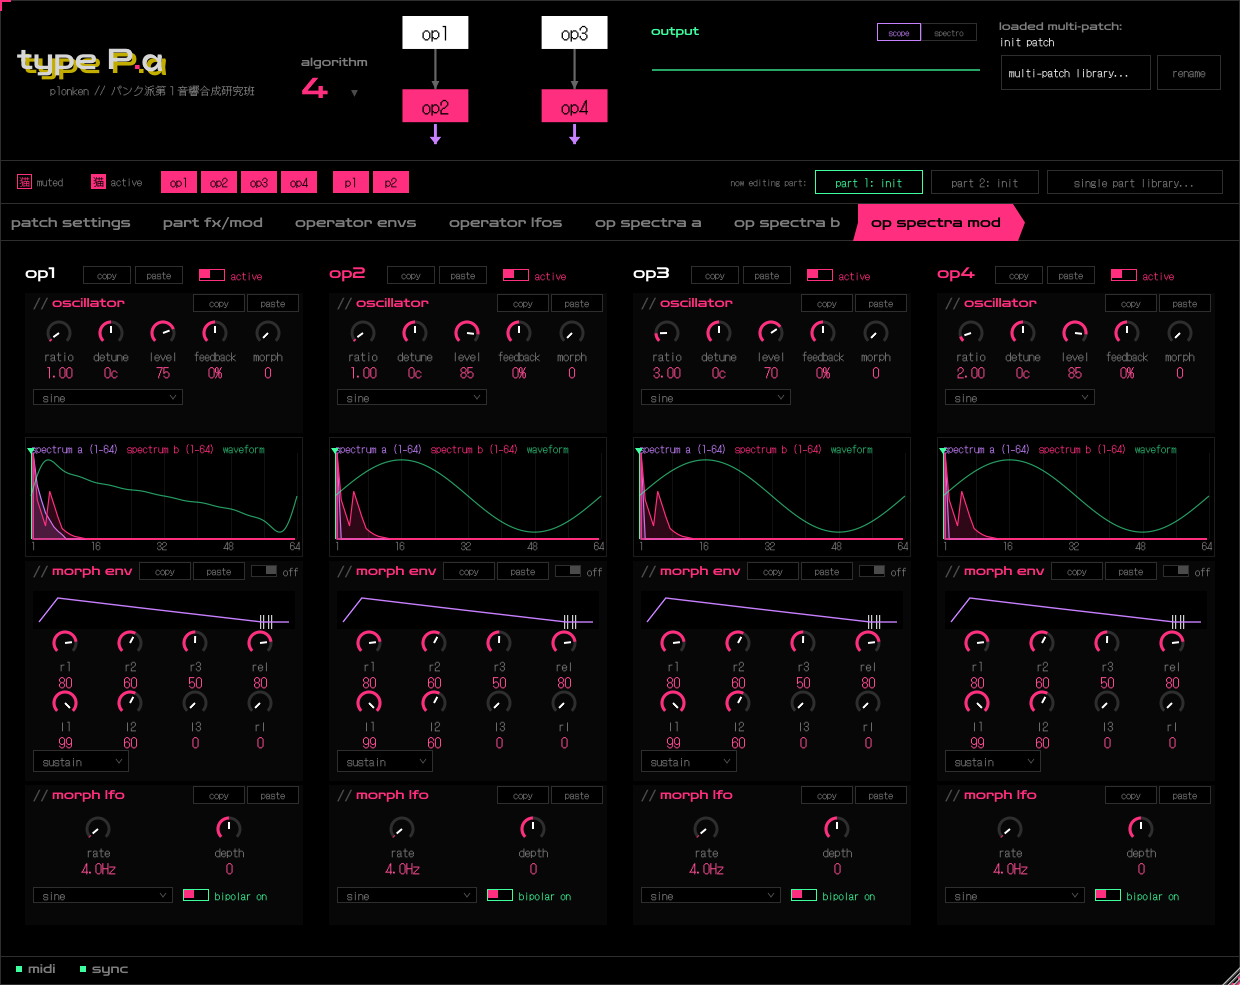 type P.a
plonken // パンク派第1音響合成研究班
algorithm
4
op1
op3
op2
op4
output
scope
spectro
loaded multi-patch:
init patch
multi-patch library...
rename
猫 muted
猫 active
op1 op2 op3 op4 p1 p2
now editing part:
part 1: init
part 2: init
single part library...
patch settings
part fx/mod
operator envs
operator lfos
op spectra a
op spectra b
op spectra mod
op1 copy paste active
// oscillator copy paste
ratio detune level feedback morph
1.00 0c 75 0% 0
sine
spectrum a (1-64) spectrum b (1-64) waveform
1 16 32 48 64
// morph env copy paste off
r1 r2 r3 rel
80 60 50 80
l1 l2 l3 rl
99 60 0 0
sustain
// morph lfo copy paste
rate depth
4.0Hz 0
sine bipolar on
op2 copy paste active
// oscillator copy paste
ratio detune level feedback morph
1.00 0c 85 0% 0
sine
spectrum a (1-64) spectrum b (1-64) waveform
1 16 32 48 64
// morph env copy paste off
r1 r2 r3 rel
80 60 50 80
l1 l2 l3 rl
99 60 0 0
sustain
// morph lfo copy paste
rate depth
4.0Hz 0
sine bipolar on
op3 copy paste active
// oscillator copy paste
ratio detune level feedback morph
3.00 0c 70 0% 0
sine
spectrum a (1-64) spectrum b (1-64) waveform
1 16 32 48 64
// morph env copy paste off
r1 r2 r3 rel
80 60 50 80
l1 l2 l3 rl
99 60 0 0
sustain
// morph lfo copy paste
rate depth
4.0Hz 0
sine bipolar on
op4 copy paste active
// oscillator copy paste
ratio detune level feedback morph
2.00 0c 85 0% 0
sine
spectrum a (1-64) spectrum b (1-64) waveform
1 16 32 48 64
// morph env copy paste off
r1 r2 r3 rel
80 60 50 80
l1 l2 l3 rl
99 60 0 0
sustain
// morph lfo copy paste
rate depth
4.0Hz 0
sine bipolar on
midi sync